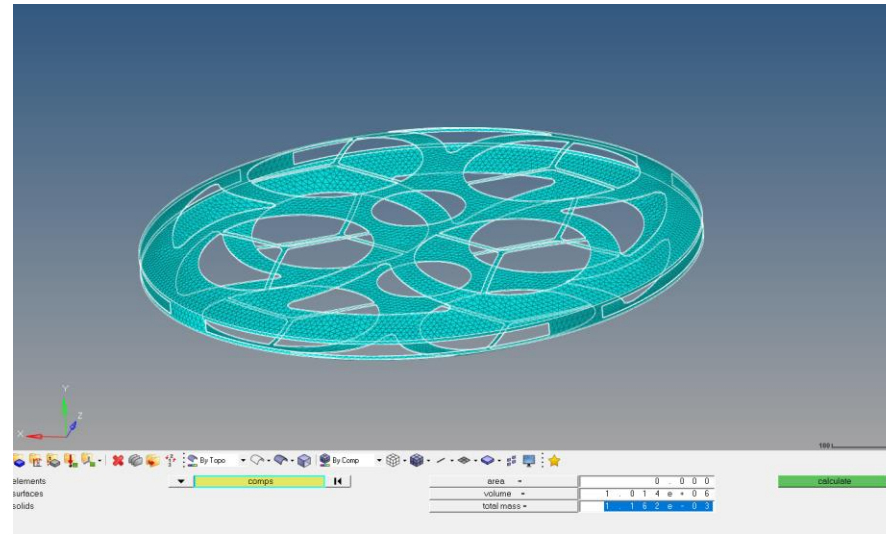 Y
X
Z
100 L
By Topo
By Comp
elements
comps
area =
0.000
calculate
surfaces
volume =
1.014e+06
solids
total mass =
1.162e-03